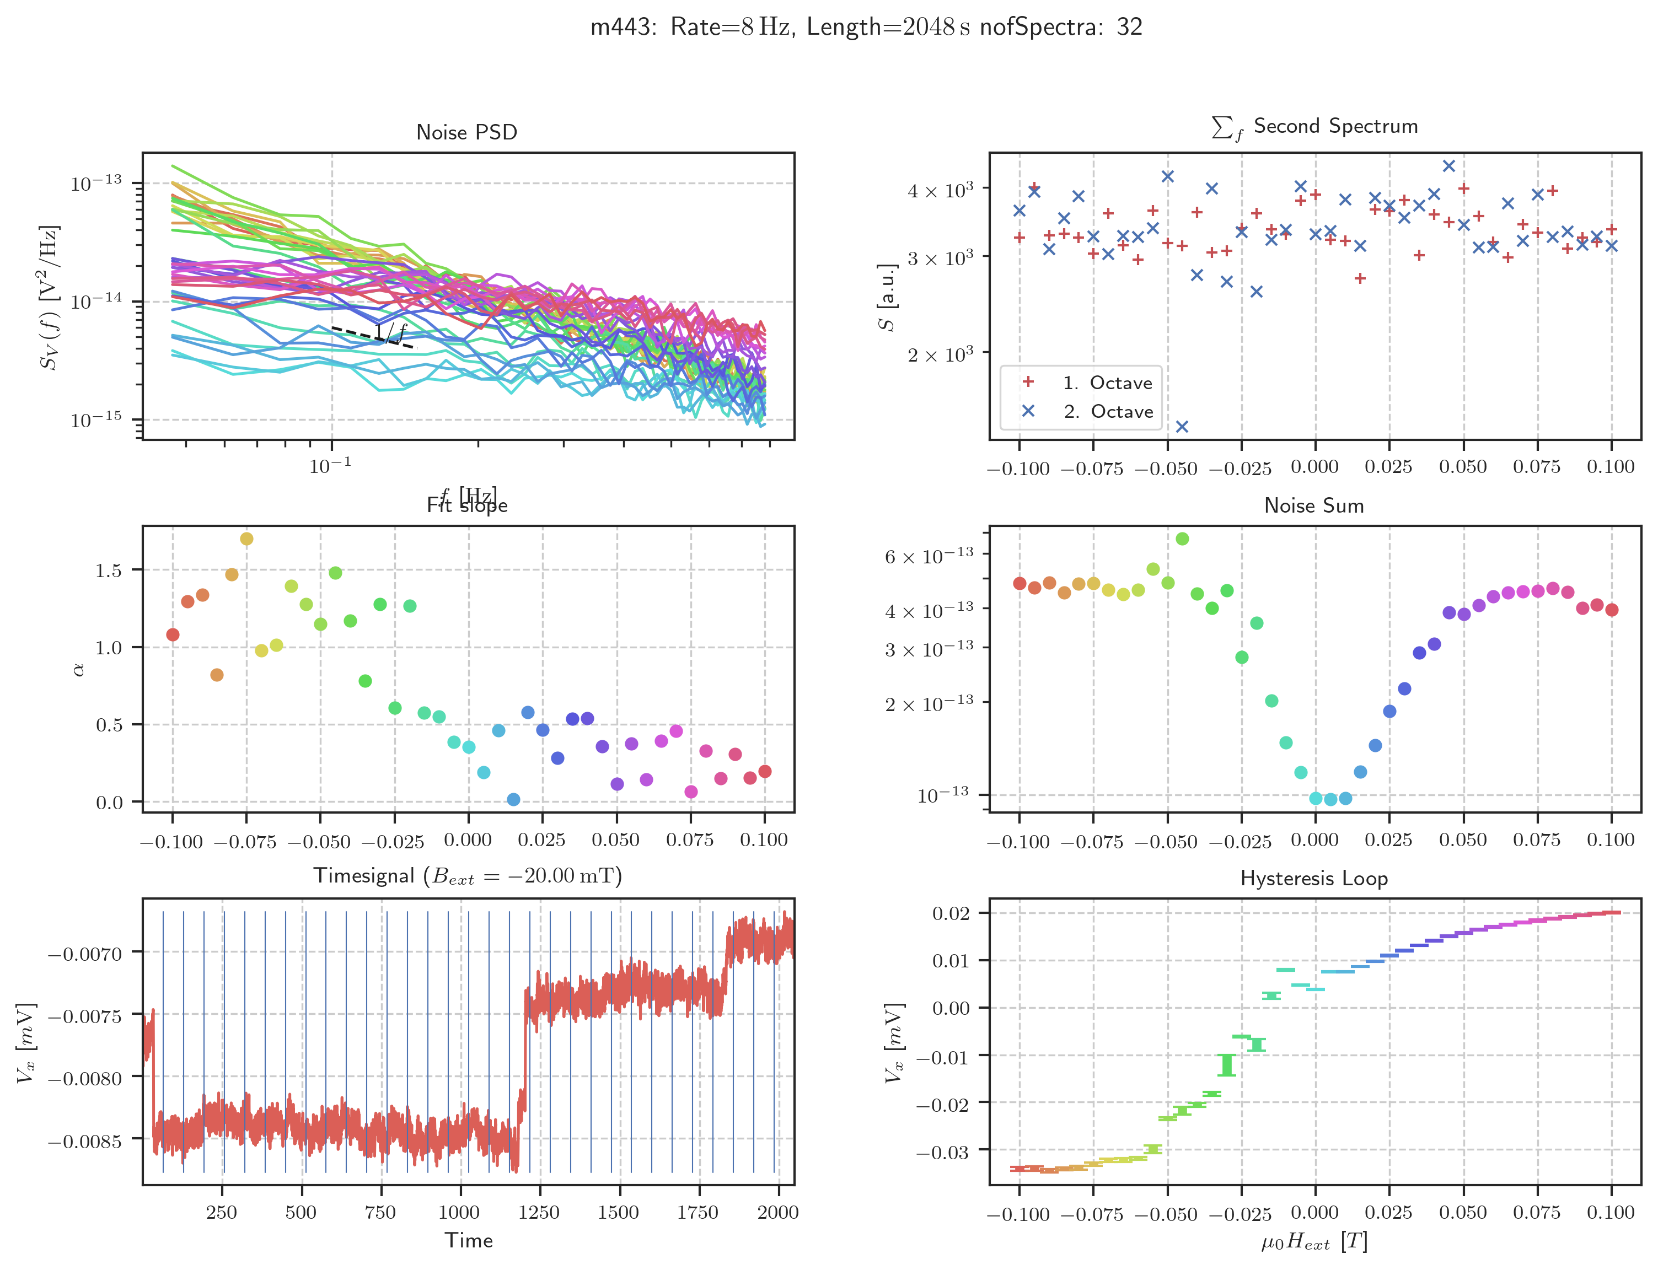 m443: Rate=8 Hz, Length=2048 s nofSpectra: 32
Noise PSD
S_V(f) [V²/Hz]
10⁻¹³
10⁻¹⁴
10⁻¹⁵
1/f
10⁻¹
f [Hz]
∑_f Second Spectrum
S [a.u.]
4 × 10³
3 × 10³
2 × 10³
1. Octave
2. Octave
−0.100 −0.075 −0.050 −0.025 0.000 0.025 0.050 0.075 0.100
Fit slope
α
1.5
1.0
0.5
0.0
−0.100 −0.075 −0.050 −0.025 0.000 0.025 0.050 0.075 0.100
Noise Sum
6 × 10⁻¹³
4 × 10⁻¹³
3 × 10⁻¹³
2 × 10⁻¹³
10⁻¹³
−0.100 −0.075 −0.050 −0.025 0.000 0.025 0.050 0.075 0.100
Timesignal (B_ext = −20.00 mT)
V_x [mV]
−0.0070
−0.0075
−0.0080
−0.0085
250 500 750 1000 1250 1500 1750 2000
Time
Hysteresis Loop
V_x [mV]
0.02
0.01
0.00
−0.01
−0.02
−0.03
−0.100 −0.075 −0.050 −0.025 0.000 0.025 0.050 0.075 0.100
μ₀H_ext [T]